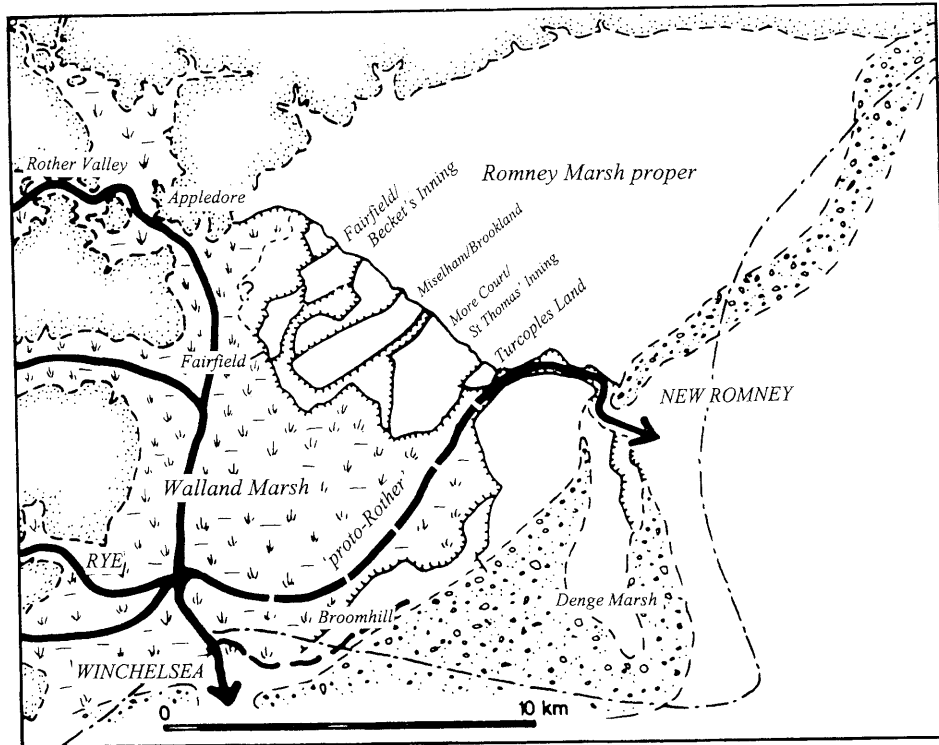 Rother Valley
Appledore
Fairfield/
Becket's Inning
Romney Marsh proper
Miselham/Brookland
More Court/
St Thomas' Inning
Turcoples Land
Fairfield
NEW ROMNEY
Walland Marsh
'proto-Rother'
RYE
Broomhill
Denge Marsh
WINCHELSEA
0
10 km